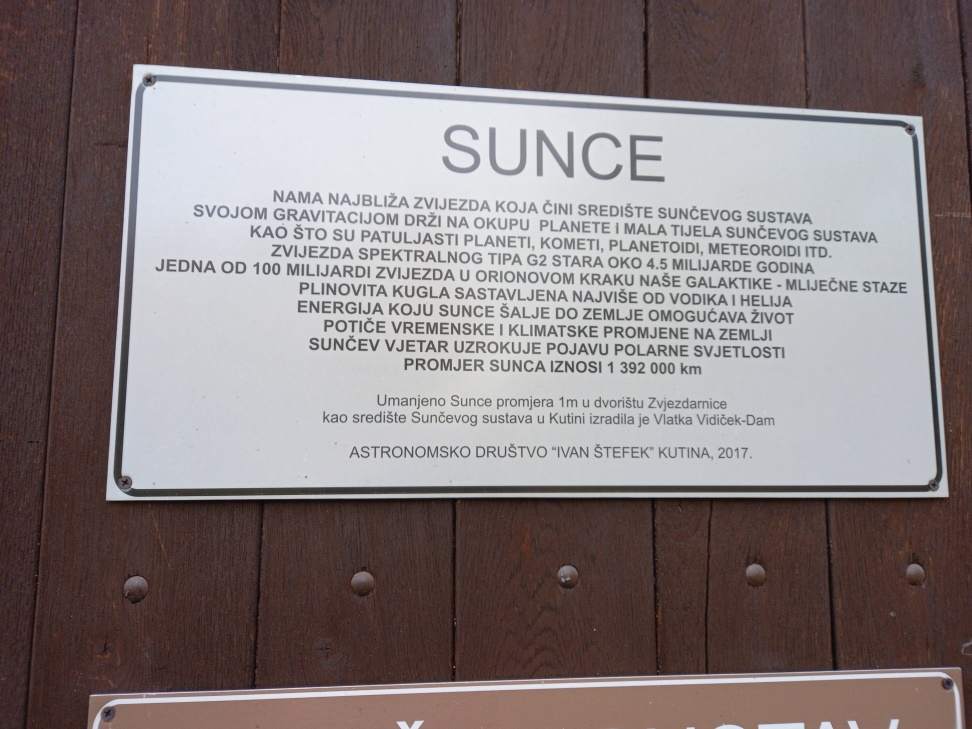 SUNCE
NAMA NAJBLIŽA ZVIJEZDA KOJA ČINI SREDIŠTE SUNČEVOG SUSTAVA
SVOJOM GRAVITACIJOM DRŽI NA OKUPU PLANETE I MALA TIJELA SUNČEVOG SUSTAVA
KAO ŠTO SU PATULJASTI PLANETI, KOMETI, PLANETOIDI, METEOROIDI ITD.
ZVIJEZDA SPEKTRALNOG TIPA G2 STARA OKO 4.5 MILIJARDE GODINA
JEDNA OD 100 MILIJARDI ZVIJEZDA U ORIONOVOM KRAKU NAŠE GALAKTIKE - MLIJEČNE STAZE
PLINOVITA KUGLA SASTAVLJENA NAJVIŠE OD VODIKA I HELIJA
ENERGIJA KOJU SUNCE ŠALJE DO ZEMLJE OMOGUĆAVA ŽIVOT
POTIČE VREMENSKE I KLIMATSKE PROMJENE NA ZEMLJI
SUNČEV VJETAR UZROKUJE POJAVU POLARNE SVJETLOSTI
PROMJER SUNCA IZNOSI 1 392 000 km
Umanjeno Sunce promjera 1m u dvorištu Zvjezdarnice
kao središte Sunčevog sustava u Kutini izradila je Vlatka Vidiček-Dam
ASTRONOMSKO DRUŠTVO "IVAN ŠTEFEK" KUTINA, 2017.